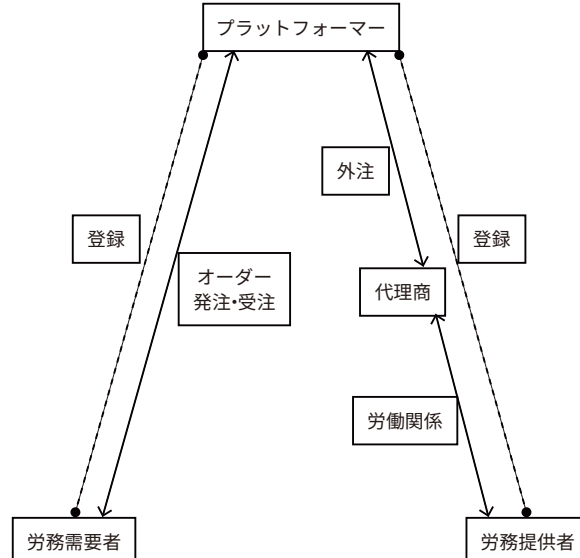 プラットフォーマー
外注
登録
登録
オーダー
発注・受注
代理商
労働関係
労務需要者
労務提供者